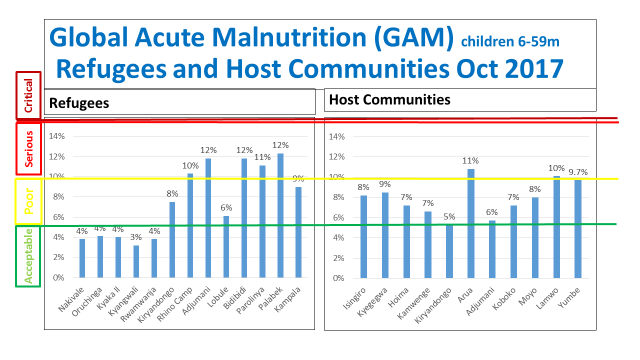 Global Acute Malnutrition (GAM) children 6-59m
Refugees and Host Communities Oct 2017
Critical
Serious
Poor
Acceptable
Refugees
14%
12%
10%
8%
6%
4%
2%
0%
4%
4%
4%
3%
4%
8%
10%
12%
6%
12%
11%
12%
9%
Nakivale
Oruchinga
Kyaka II
Kyangwali
Rwamwanja
Kiryandongo
Rhino Camp
Adjumani
Lobule
Bidibidi
Parolinya
Palabek
Kampala
Host Communities
14%
12%
10%
8%
6%
4%
2%
0%
8%
9%
7%
7%
5%
11%
6%
7%
8%
10%
9.7%
Isingiro
Kyegegwa
Hoima
Kamwenge
Kiryandongo
Arua
Adjumani
Koboko
Moyo
Lamwo
Yumbe